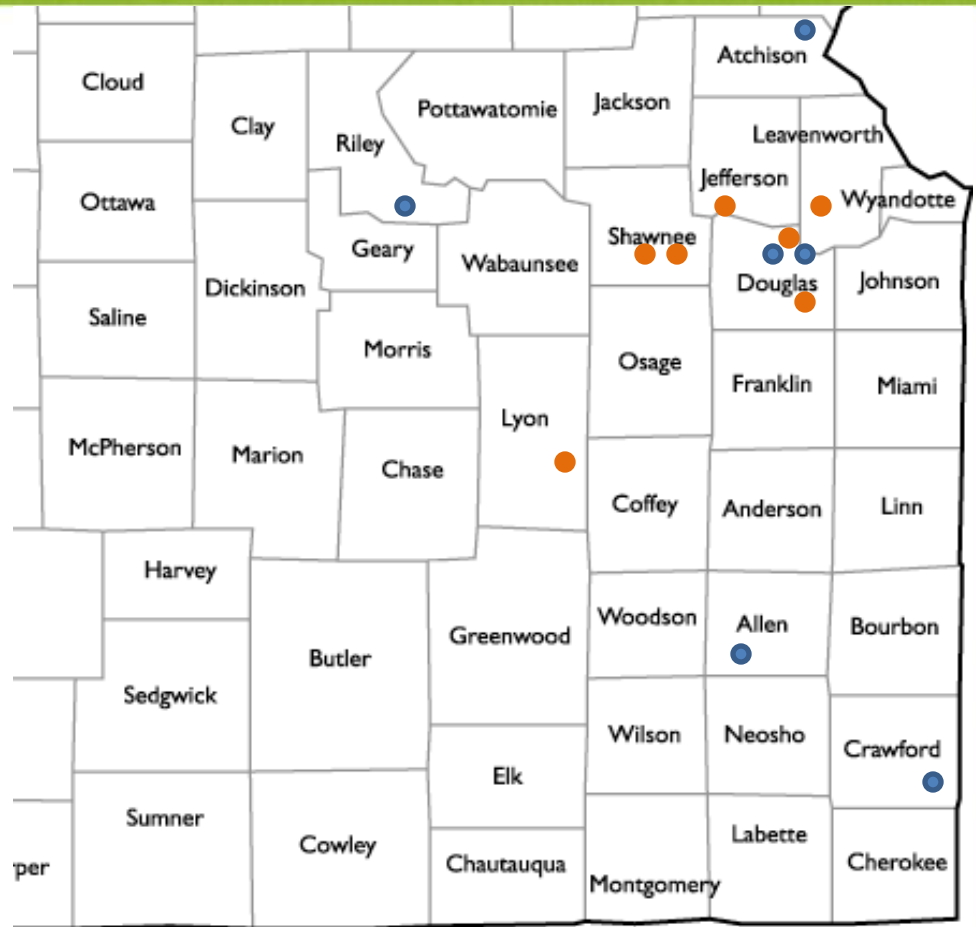 Atchison
Cloud
Jackson
Pottawatomie
Clay
Leavenworth
Riley
Jefferson
Ottawa
Wyandotte
Shawnee
Geary
Wabaunsee
Dickinson
Douglas
Johnson
Saline
Morris
Osage
Franklin
Miami
Lyon
McPherson
Marion
Chase
Coffey
Anderson
Linn
Harvey
Woodson
Allen
Bourbon
Greenwood
Butler
Sedgwick
Wilson
Neosho
Crawford
Elk
Sumner
Labette
Cowley
Chautauqua
Cherokee
rper
Montgomery